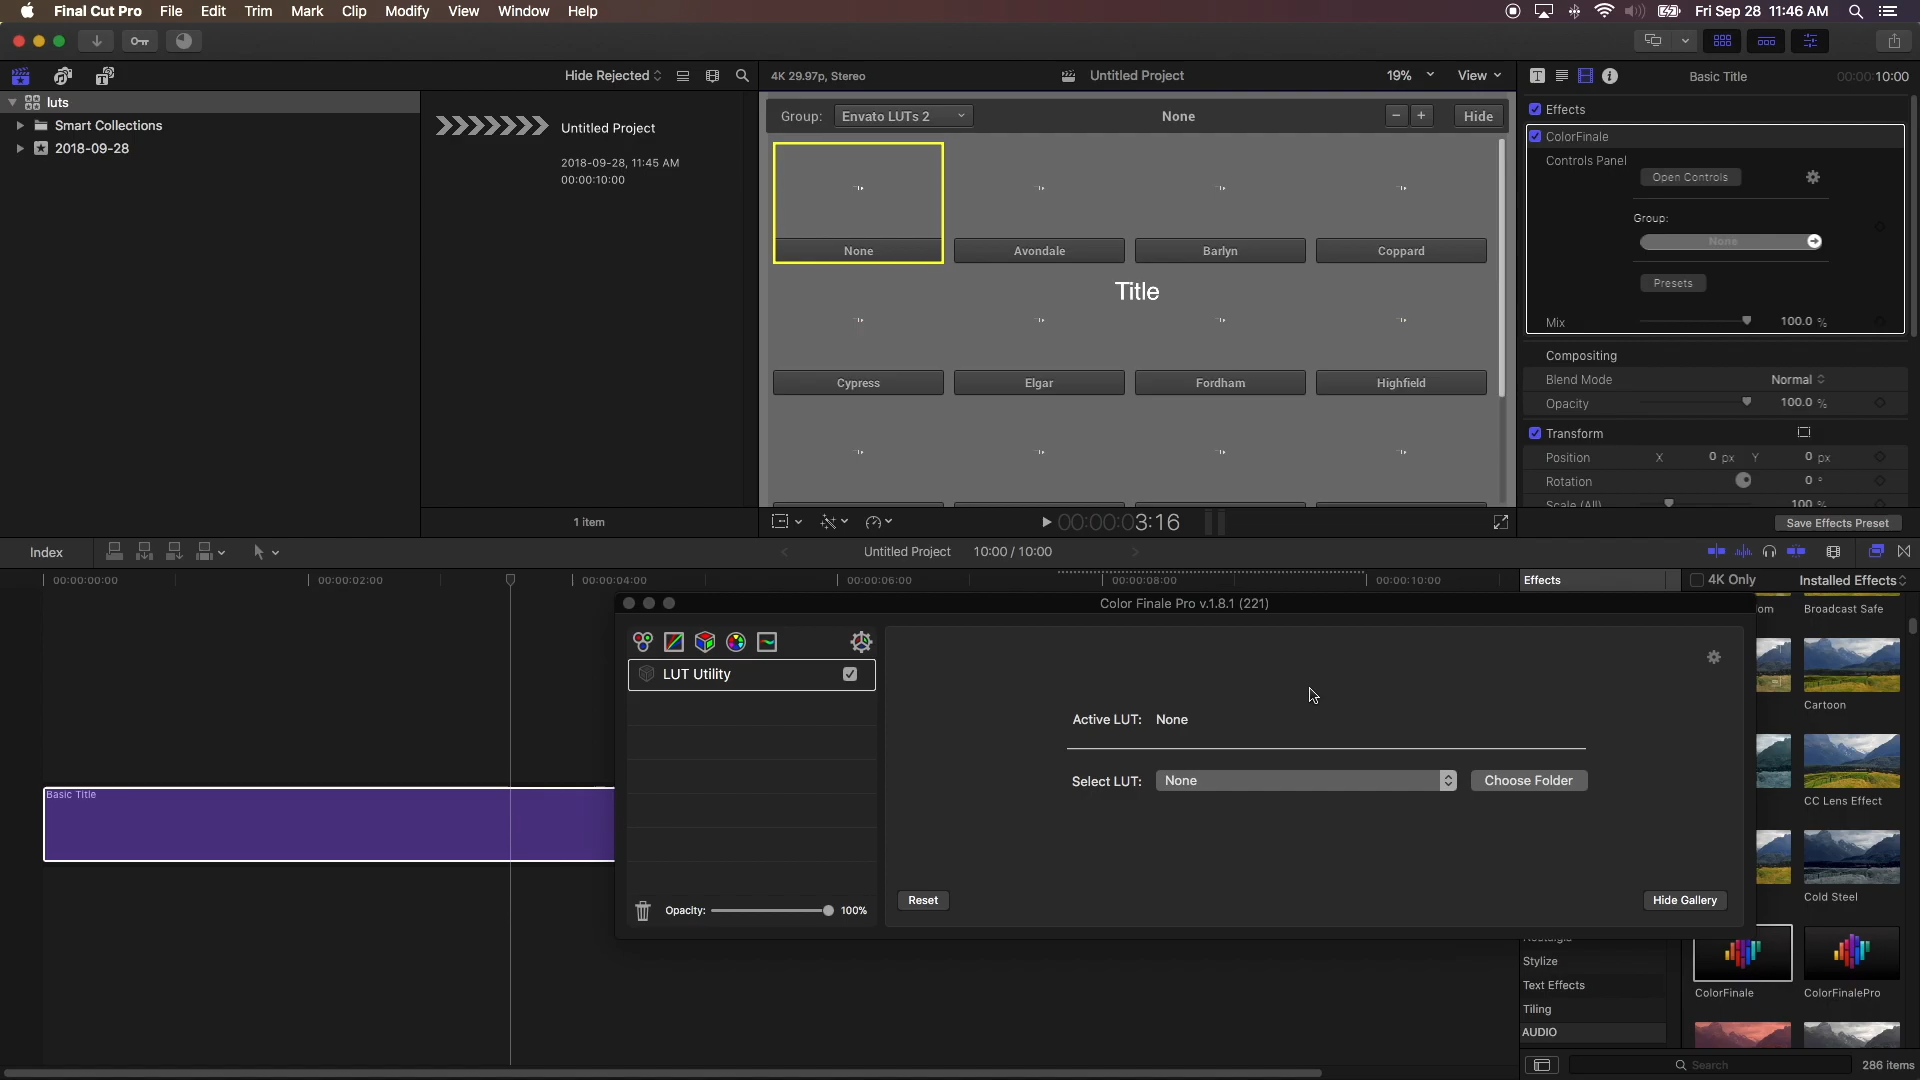 Final Cut Pro File Edit Trim Mark Clip Modify View Window Help
Fri Sep 28 11:46 AM
Hide Rejected
4K 29.97p, Stereo
Untitled Project
19%
View
Basic Title
00:00:10:00
luts
Smart Collections
2018-09-28
Untitled Project
2018-09-28, 11:45 AM
00:00:10:00
1 item
Group: Envato LUTs 2
None
− +
Hide
None
Avondale
Barlyn
Coppard
Title
Cypress
Elgar
Fordham
Highfield
00:00:03:16
Effects
ColorFinale
Controls Panel
Open Controls
Group:
None
Presets
Mix 100.0 %
Compositing
Blend Mode Normal
Opacity 100.0 %
Transform
Position X 0 px Y 0 px
Rotation 0 °
Scale (All) 100 %
Save Effects Preset
Index
Untitled Project 10:00 / 10:00
00:00:00:00
00:00:02:00
00:00:04:00
00:00:06:00
00:00:08:00
00:00:10:00
Basic Title
Color Finale Pro v.1.8.1 (221)
LUT Utility
Opacity: 100%
Active LUT: None
Select LUT: None
Choose Folder
Reset
Hide Gallery
Effects
4K Only
Installed Effects
Broadcast Safe
Cartoon
CC Lens Effect
Cold Steel
Stylize
Text Effects
Tiling
AUDIO
ColorFinale
ColorFinalePro
Search
286 items